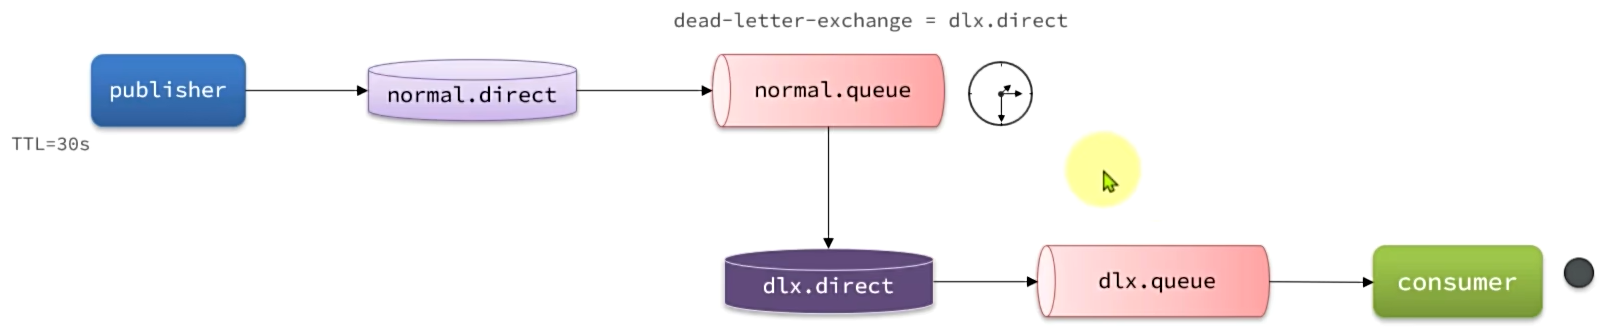 dead-letter-exchange = dlx.direct
publisher
normal.direct
normal.queue
TTL=30s
dlx.direct
dlx.queue
consumer